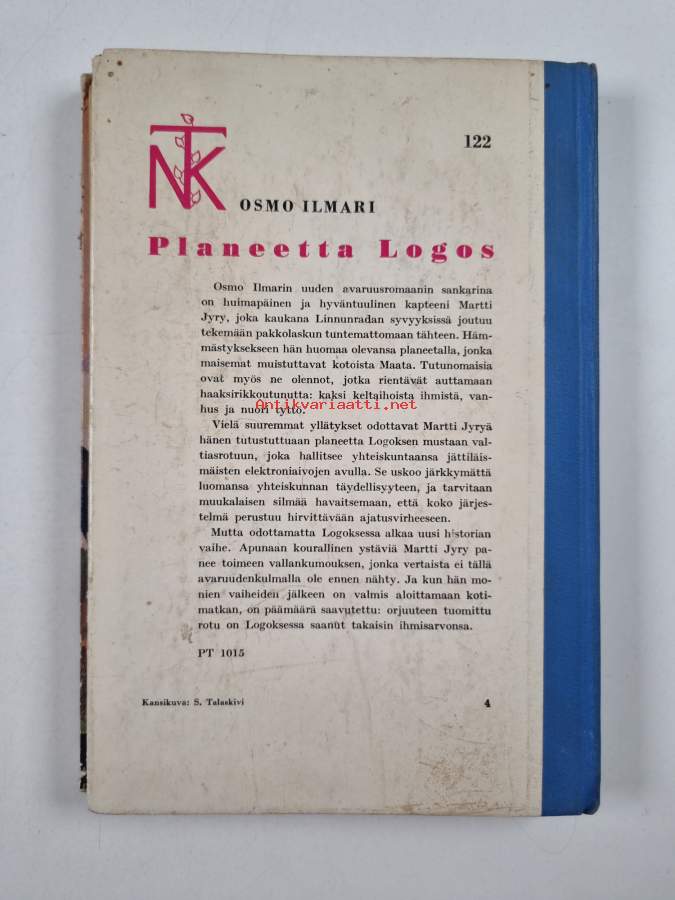 NTK
122
OSMO ILMARI
Planeetta Logos
Osmo Ilmarin uuden avaruusromaanin sankarina
on huimapäinen ja hyväntuulinen kapteeni Martti
Jyry, joka kaukana Linnunradan syvyyksissä joutuu
tekemään pakkolaskun tuntemattomaan tähteen. Häm-
mästyksekseen hän huomaa olevansa planeetalla, jonka
maisemat muistuttavat kotoista Maata. Tutunomaisia
ovat myös ne olennot, jotka rientävät auttamaan
haaksirikkoutunutta: kaksi keltaihoista ihmistä, van-
Antikvariaatti.net
hus ja nuori tyttö.
Vielä suuremmat yllätykset odottavat Martti Jyryä
hänen tutustuttuaan planeetta Logoksen mustaan val-
tiasrotuun, joka hallitsee yhteiskuntaansa jättiläis-
mäisten elektroniaivojen avulla. Se uskoo järkkymättä
luomansa yhteiskunnan täydellisyyteen, ja tarvitaan
muukalaisen silmää havaitsemaan, että koko järjes-
telmä perustuu hirvittävään ajatusvirheeseen.
Mutta odottamatta Logoksessa alkaa uusi historian
vaihe. Apunaan kourallinen ystäviä Martti Jyry pa-
nee toimeen vallankumouksen, jonka vertaista ei tällä
avaruudenkulmalla ole ennen nähty. Ja kun hän mo-
nien vaiheiden jälkeen on valmis aloittamaan koti-
matkan, on päämäärä saavutettu: orjuuteen tuomittu
rotu on Logoksessa saanut takaisin ihmisarvonsa.
PT 1015
Kansikuva: S. Talaskivi
4